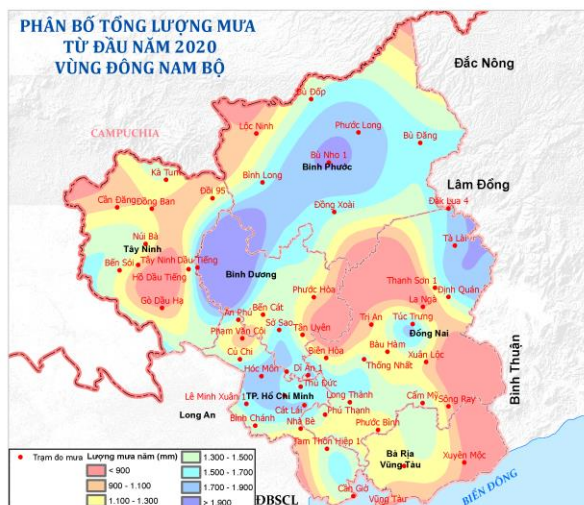 PHÂN BỐ TỔNG LƯỢNG MƯA
TỪ ĐẦU NĂM 2020
VÙNG ĐÔNG NAM BỘ
Đắc Nông
Bù Đốp
CAMPUCHIA
Lộc Ninh
Phước Long
Bù Đăng
Bù Nho 1
Bình Phước
Kà Tum
Bình Long
Lâm Đồng
Đồi 95
Cần Đăng
Đồng Ban
Đồng Xoài
Đắk Lua 4
Núi Bà
Tây Ninh
Tà Lài
Bến Sỏi
Tây Ninh
Dầu Tiếng
Hồ Dầu Tiếng
Bình Dương
Thanh Sơn 1
Định Quán
Gò Dầu Hạ
Phước Hòa
La Ngà
An Phú
Bến Cát
Trị An
Túc Trưng
Phạm Văn Cội
Sở Sao
Tân Uyên
Đồng Nai
Củ Chi
Biên Hòa
Bàu Hàm
Thống Nhất
Xuân Lộc
Bình Thuận
Hóc Môn
Dĩ An 1
Thủ Đức
Lê Minh Xuân 1
TP. Hồ Chí Minh
Cát Lái
Long Thành
Cẩm Mỹ
Sông Ray
Long An
Phú Thạnh
Bình Chánh
Nhà Bè
Phước Bình
Tam Thôn Hiệp 1
Bà Rịa
Vũng Tàu
Xuyên Mộc
Cần Giờ
Vũng Tàu
BIỂN ĐÔNG
ĐBSCL
Trạm đo mưa
Lượng mưa năm (mm)
< 900
900 - 1.100
1.100 - 1.300
1.300 - 1.500
1.500 - 1.700
1.700 - 1.900
> 1.900